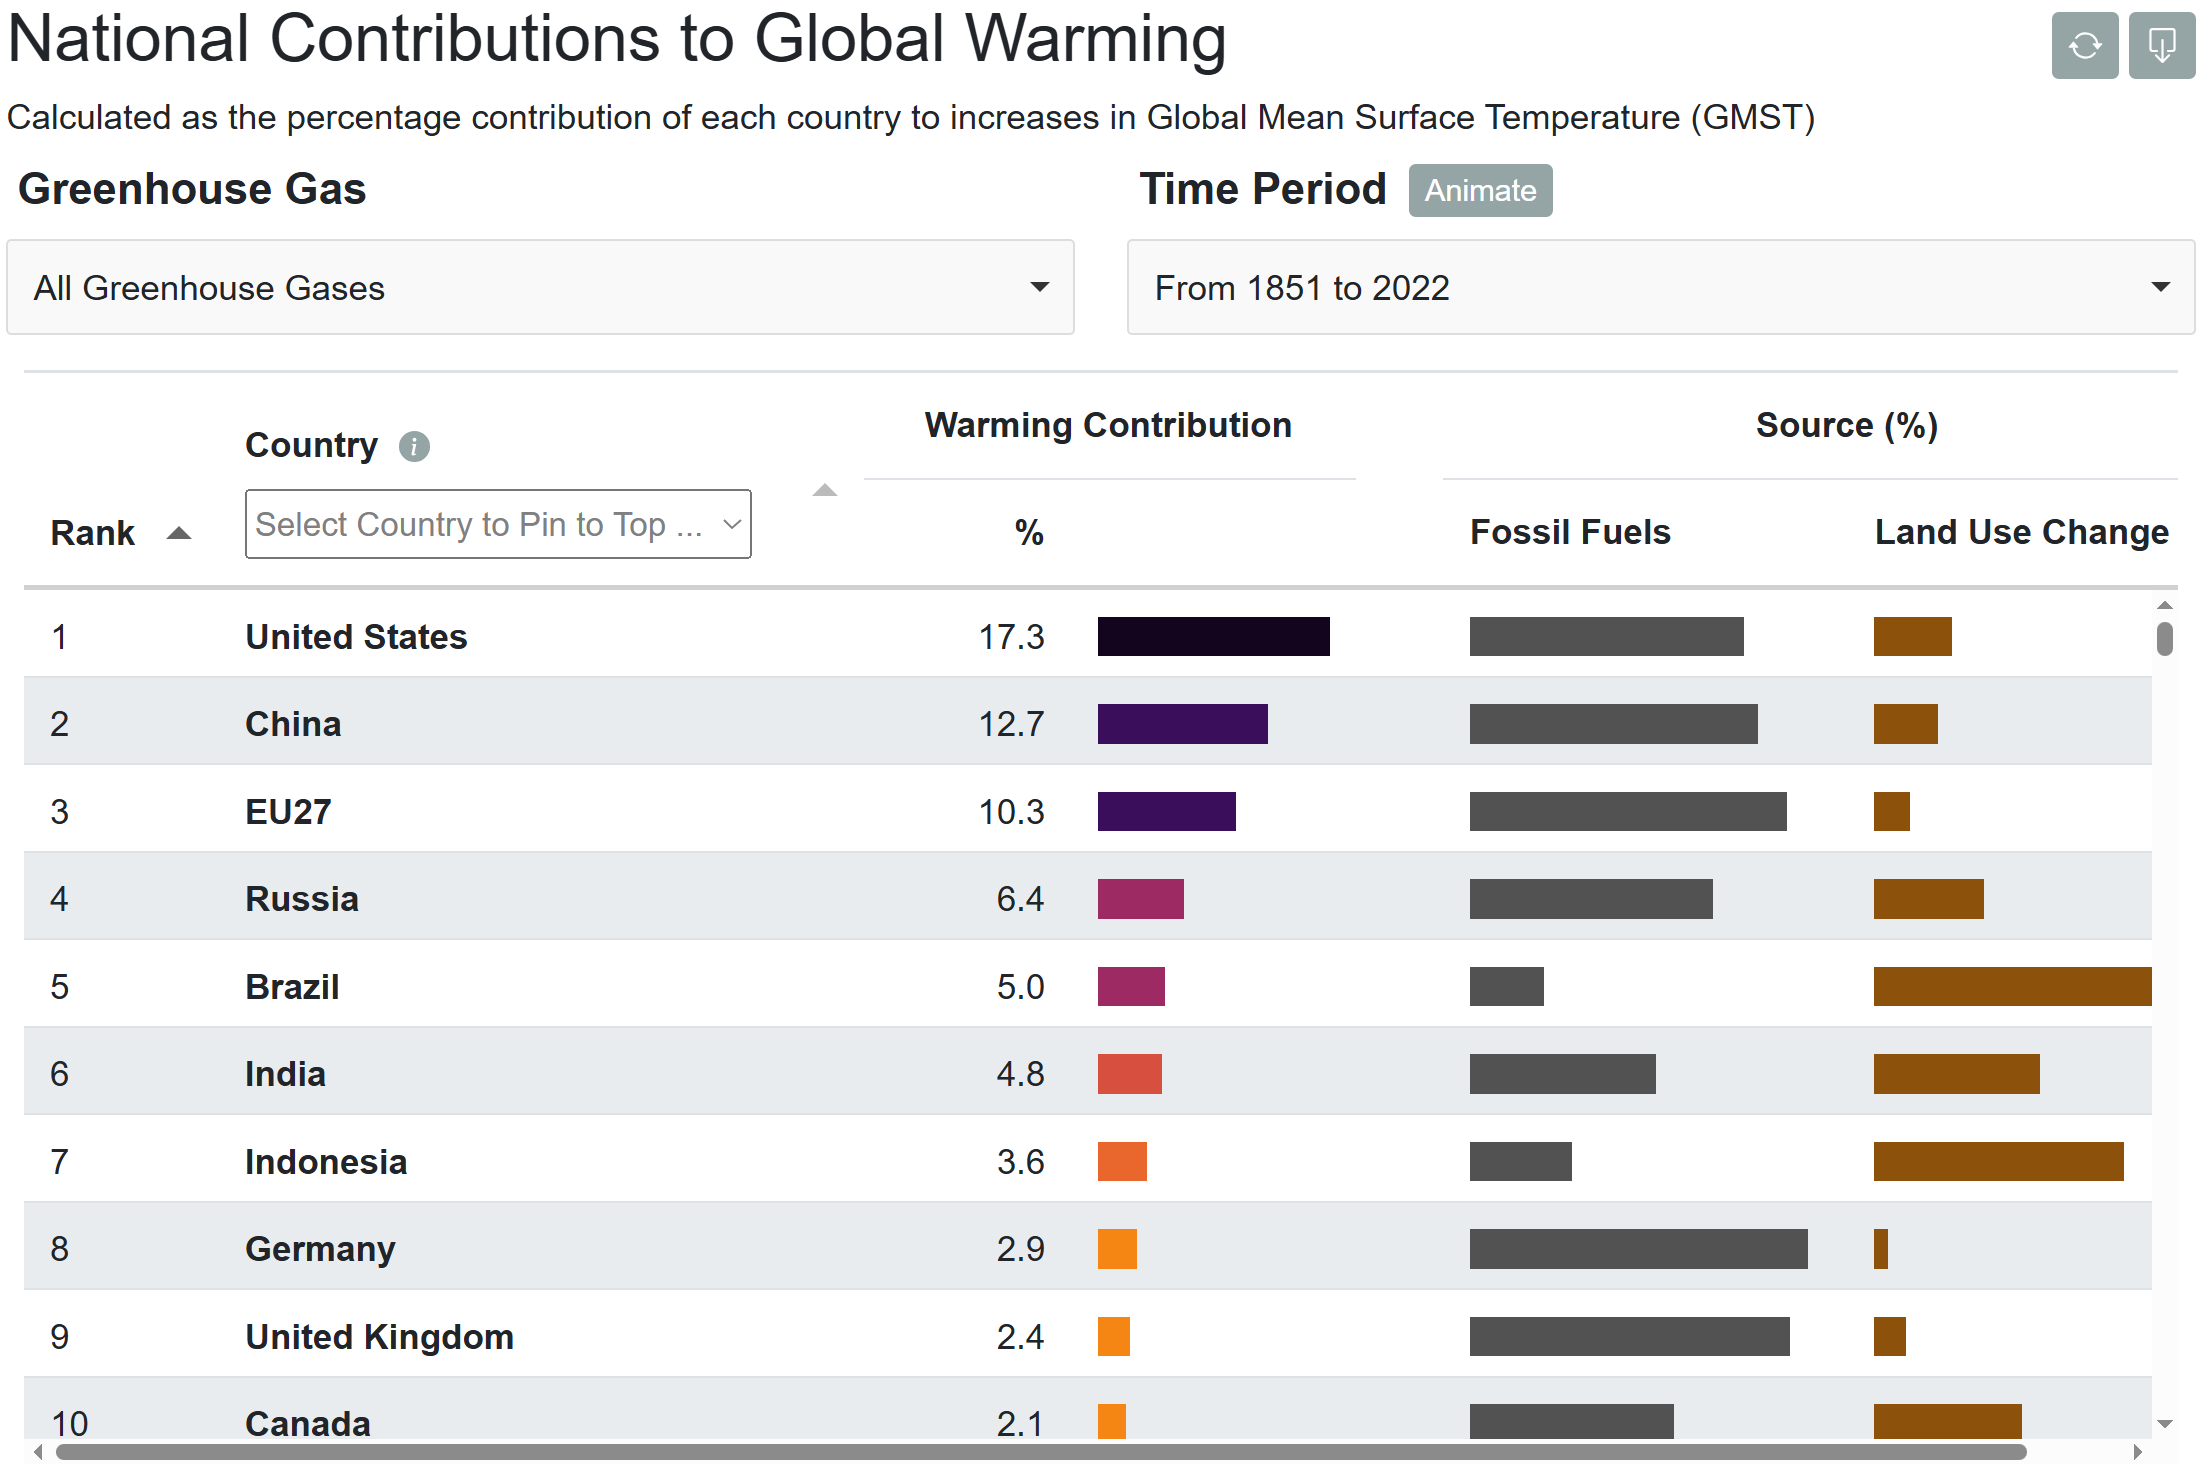 National Contributions to Global Warming
Calculated as the percentage contribution of each country to increases in Global Mean Surface Temperature (GMST)
Greenhouse Gas
Time Period Animate
All Greenhouse Gases
From 1851 to 2022
Warming Contribution
Source (%)
Country i
Select Country to Pin to Top ...
Rank
%
Fossil Fuels
Land Use Change
1 United States 17.3
2 China 12.7
3 EU27 10.3
4 Russia 6.4
5 Brazil 5.0
6 India 4.8
7 Indonesia 3.6
8 Germany 2.9
9 United Kingdom 2.4
10 Canada 2.1